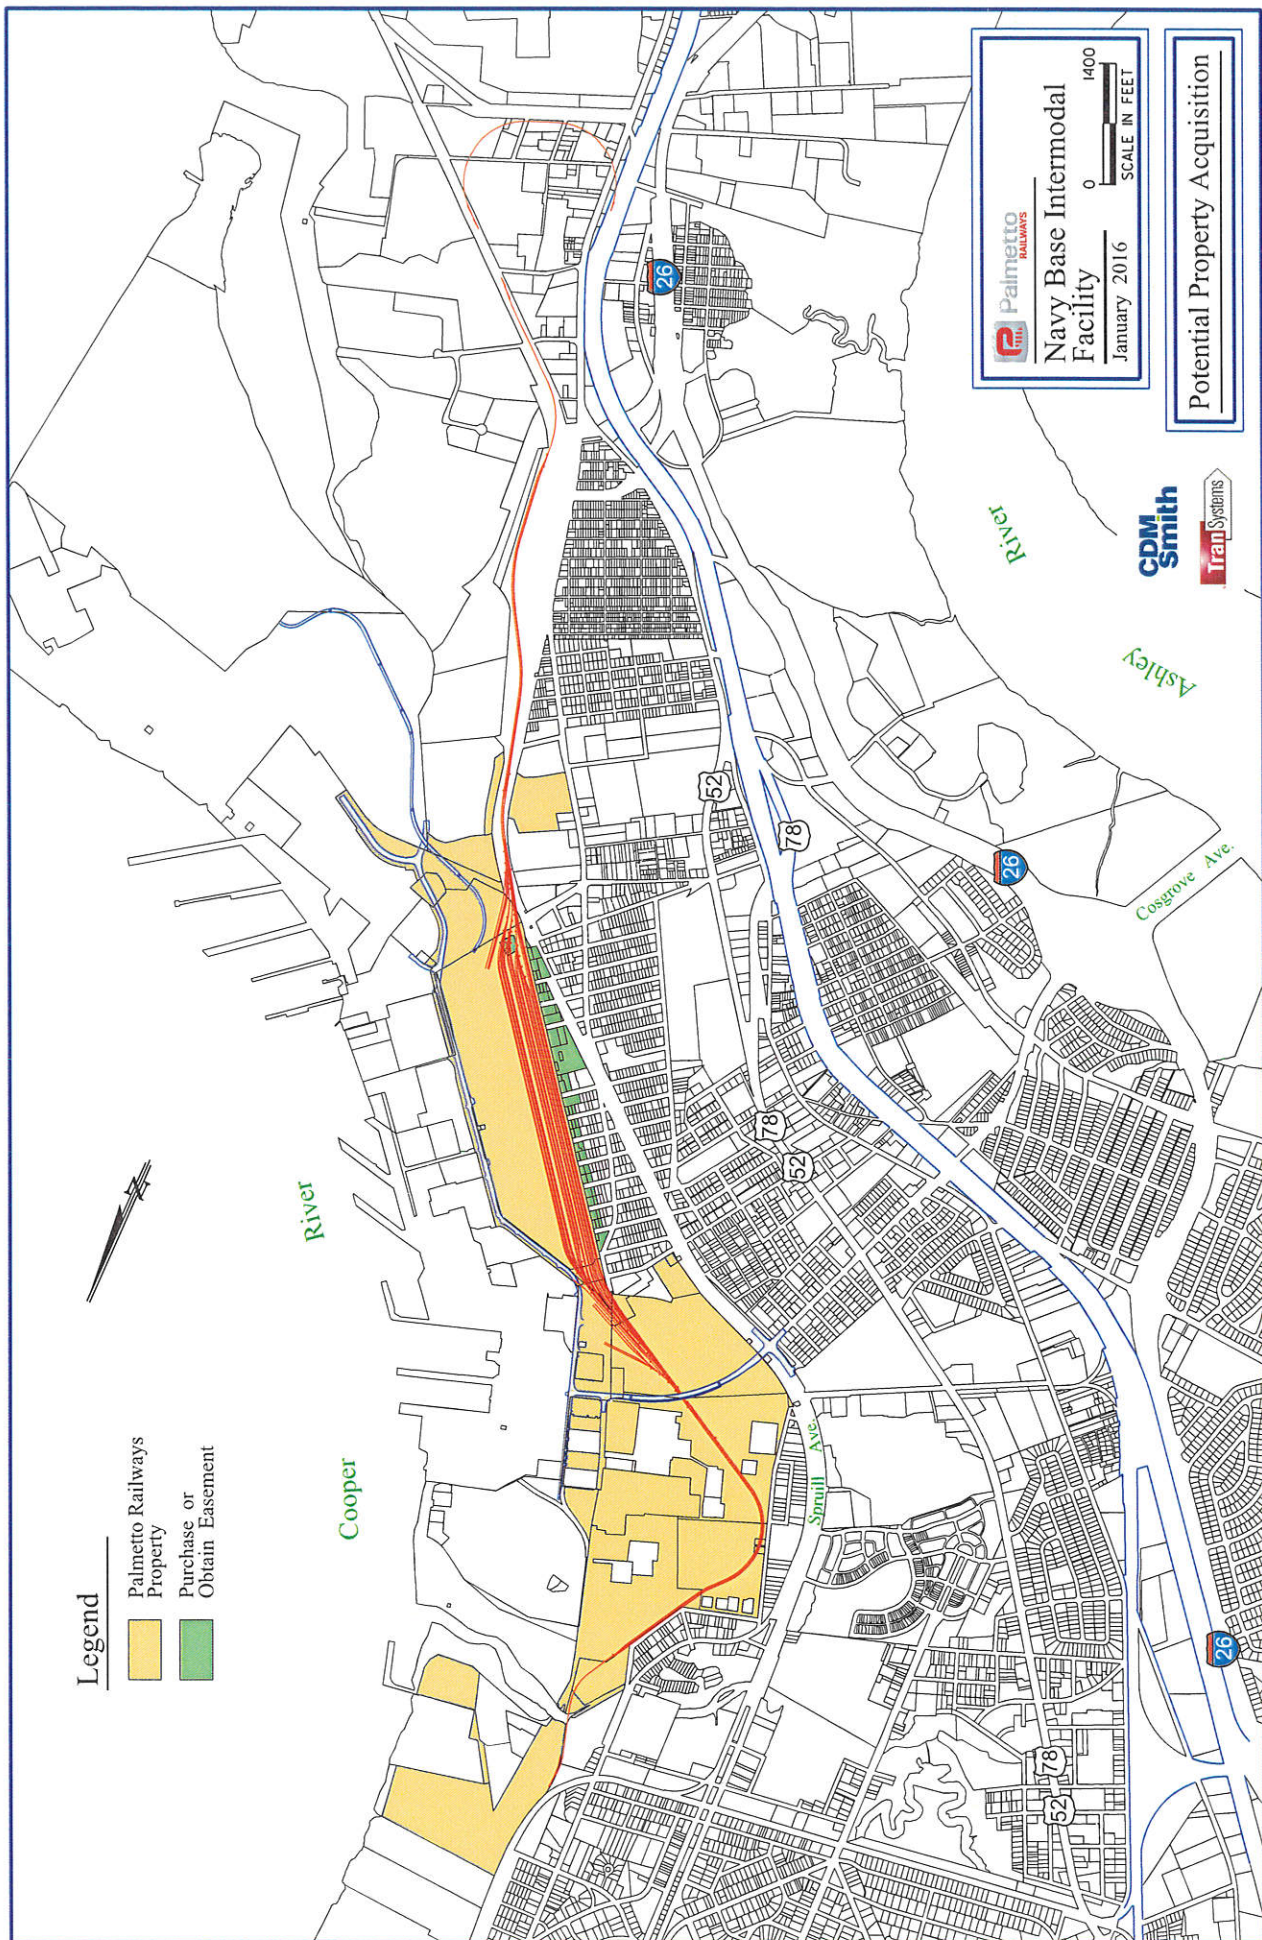 Legend
Palmetto Railways
Property
Purchase or
Obtain Easement
Cooper
River
N
Spruill Ave.
Cosgrove Ave.
Ashley
River
52
78
26
78
52
26
52
78
26
CDM
Smith
TranSystems
Palmetto
RAILWAYS
Navy Base Intermodal
Facility
January 2016
0 1400
SCALE IN FEET
Potential Property Acquisition